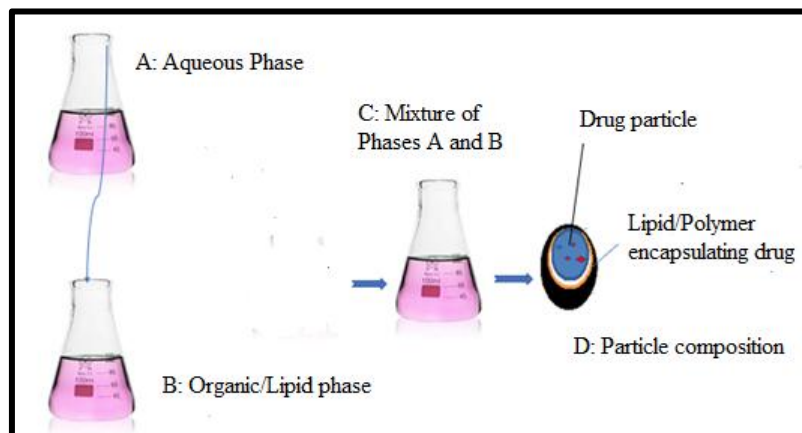 A: Aqueous Phase
C: Mixture of
Phases A and B
Drug particle
Lipid/Polymer
encapsulating drug
D: Particle composition
B: Organic/Lipid phase